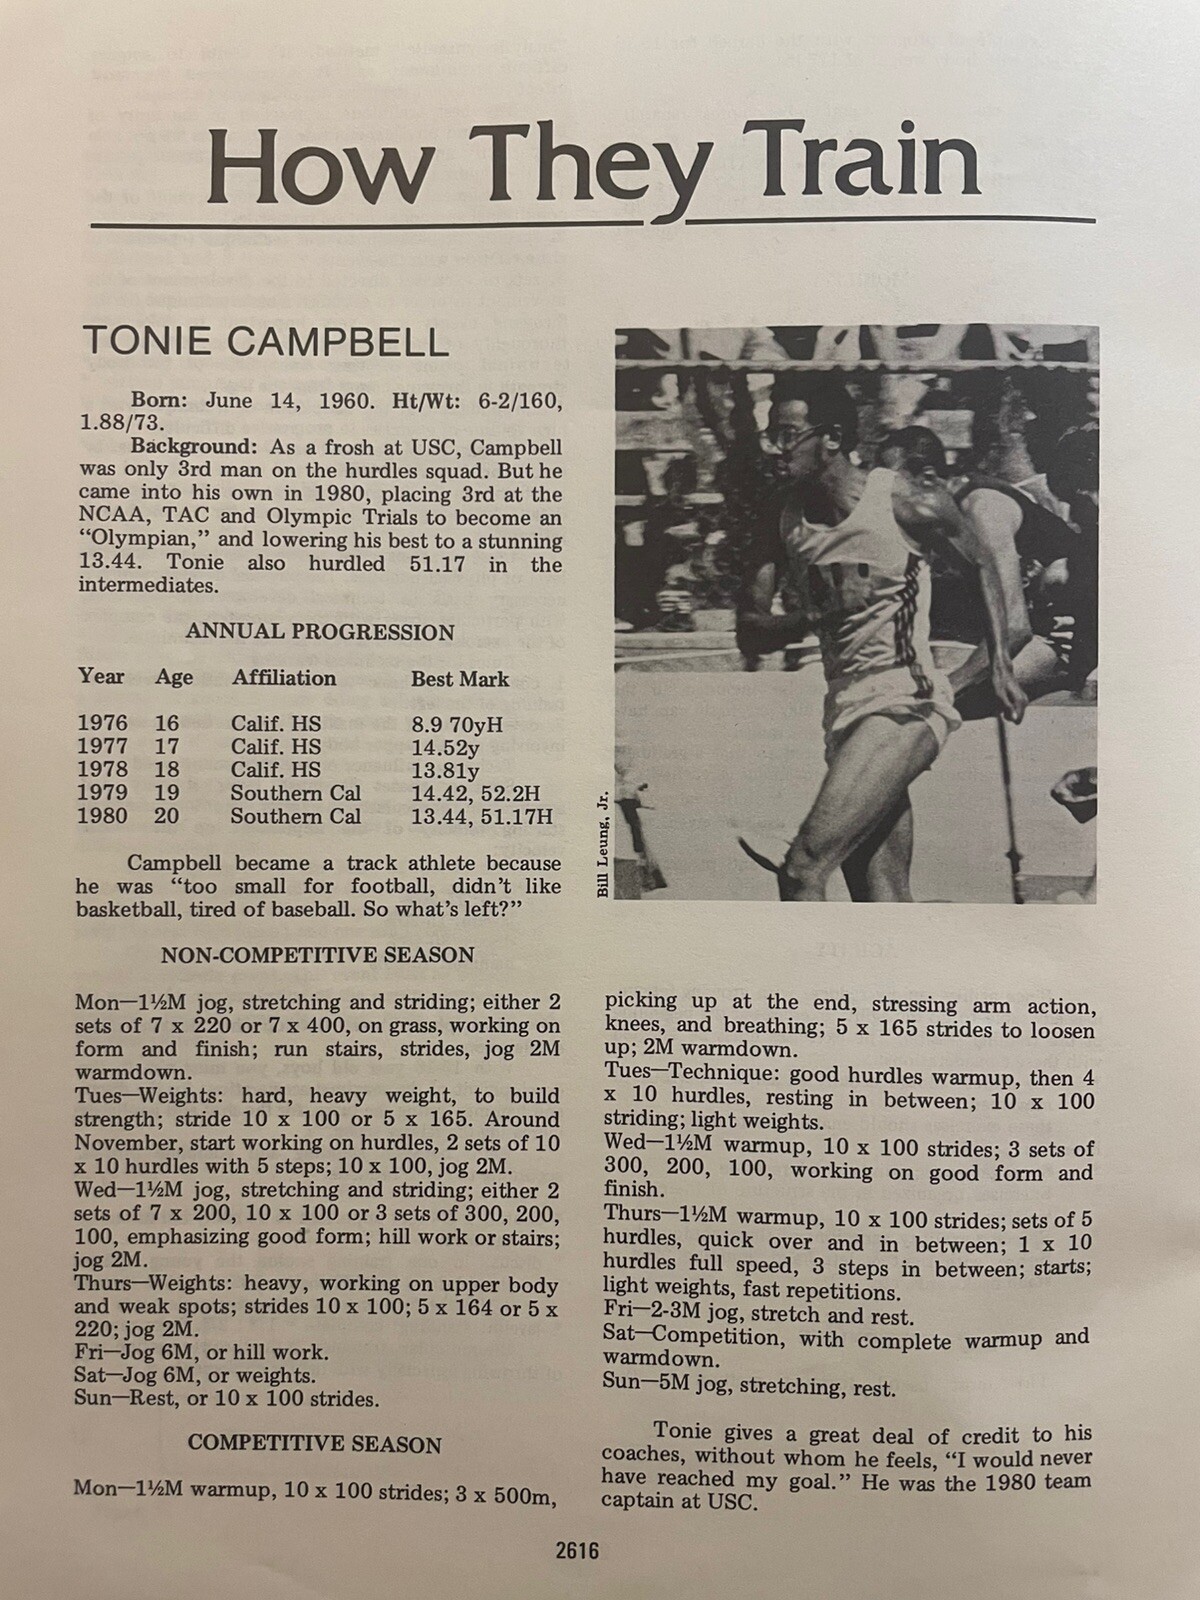 How They Train
TONIE CAMPBELL
Born: June 14, 1960. Ht/Wt: 6-2/160,
1.88/73.
Background: As a frosh at USC, Campbell
was only 3rd man on the hurdles squad. But he
came into his own in 1980, placing 3rd at the
NCAA, TAC and Olympic Trials to become an
“Olympian,” and lowering his best to a stunning
13.44. Tonie also hurdled 51.17 in the
intermediates.
ANNUAL PROGRESSION
Year Age Affiliation Best Mark
1976 16 Calif. HS 8.9 70yH
1977 17 Calif. HS 14.52y
1978 18 Calif. HS 13.81y
1979 19 Southern Cal 14.42, 52.2H
1980 20 Southern Cal 13.44, 51.17H
Campbell became a track athlete because
he was “too small for football, didn’t like
basketball, tired of baseball. So what’s left?”
NON-COMPETITIVE SEASON
Mon—1½M jog, stretching and striding; either 2
sets of 7 x 220 or 7 x 400, on grass, working on
form and finish; run stairs, strides, jog 2M
warmdown.
Tues—Weights: hard, heavy weight, to build
strength; stride 10 x 100 or 5 x 165. Around
November, start working on hurdles, 2 sets of 10
x 10 hurdles with 5 steps; 10 x 100, jog 2M.
Wed—1½M jog, stretching and striding; either 2
sets of 7 x 200, 10 x 100 or 3 sets of 300, 200,
100, emphasizing good form; hill work or stairs;
jog 2M.
Thurs—Weights: heavy, working on upper body
and weak spots; strides 10 x 100; 5 x 164 or 5 x
220; jog 2M.
Fri—Jog 6M, or hill work.
Sat—Jog 6M, or weights.
Sun—Rest, or 10 x 100 strides.
COMPETITIVE SEASON
Mon—1½M warmup, 10 x 100 strides; 3 x 500m,
Bill Leung, Jr.
picking up at the end, stressing arm action,
knees, and breathing; 5 x 165 strides to loosen
up; 2M warmdown.
Tues—Technique: good hurdles warmup, then 4
x 10 hurdles, resting in between; 10 x 100
striding; light weights.
Wed—1½M warmup, 10 x 100 strides; 3 sets of
300, 200, 100, working on good form and
finish.
Thurs—1½M warmup, 10 x 100 strides; sets of 5
hurdles, quick over and in between; 1 x 10
hurdles full speed, 3 steps in between; starts;
light weights, fast repetitions.
Fri—2-3M jog, stretch and rest.
Sat—Competition, with complete warmup and
warmdown.
Sun—5M jog, stretching, rest.
Tonie gives a great deal of credit to his
coaches, without whom he feels, “I would never
have reached my goal.” He was the 1980 team
captain at USC.
2616